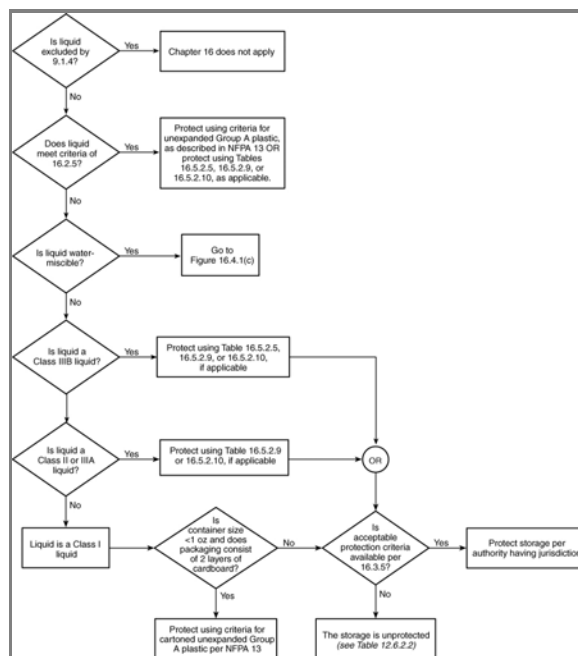 Is liquid
excluded by
9.1.4?
Yes
Chapter 16 does not apply
No
Does liquid
meet criteria of
16.2.5?
Yes
Protect using criteria for
unexpanded Group A plastic,
as described in NFPA 13 OR
protect using Tables
16.5.2.5, 16.5.2.9, or
16.5.2.10, as applicable.
No
Is liquid water-
miscible?
Yes
Go to
Figure 16.4.1(c)
No
Is liquid a
Class IIIB liquid?
Yes
Protect using Table 16.5.2.5,
16.5.2.9, or 16.5.2.10,
if applicable
Is liquid a
Class II or IIIA
liquid?
Yes
Protect using Table 16.5.2.9
or 16.5.2.10, if applicable
OR
No
Liquid is a Class I
liquid
Is
container size
<1 oz and does
packaging consist
of 2 layers of
cardboard?
No
Is
acceptable
protection criteria
available per
16.3.5?
Yes
Protect storage per
authority having jurisdiction
Yes
Protect using criteria for
cartoned unexpanded Group
A plastic per NFPA 13
No
The storage is unprotected
(see Table 12.6.2.2)